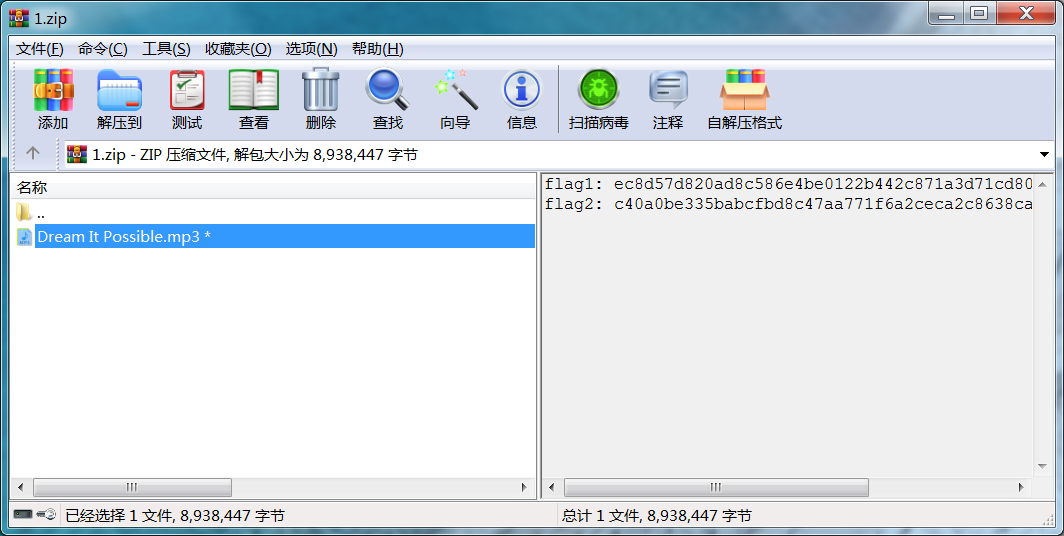 1.zip
文件(F) 命令(C) 工具(S) 收藏夹(O) 选项(N) 帮助(H)
添加 解压到 测试 查看 删除 查找 向导 信息 扫描病毒 注释 自解压格式
1.zip - ZIP 压缩文件, 解包大小为 8,938,447 字节
名称
..
Dream It Possible.mp3 *
flag1: ec8d57d820ad8c586e4be0122b442c871a3d71cd80
flag2: c40a0be335babcfbd8c47aa771f6a2ceca2c8638ca
已经选择 1 文件, 8,938,447 字节
总计 1 文件, 8,938,447 字节